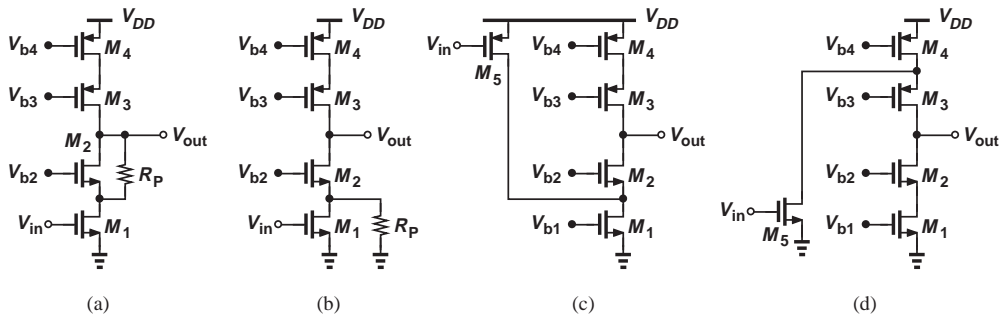 V_DD
V_b4
M_4
V_b3
M_3
M_2
V_out
V_b2
R_P
V_in
M_1
(a)
V_DD
V_b4
M_4
V_b3
M_3
V_out
V_b2
M_2
V_in
M_1
R_P
(b)
V_DD
V_in
M_5
V_b4
M_4
V_b3
M_3
V_out
V_b2
M_2
V_b1
M_1
(c)
V_DD
V_b4
M_4
V_b3
M_3
V_out
V_b2
M_2
V_in
M_5
V_b1
M_1
(d)